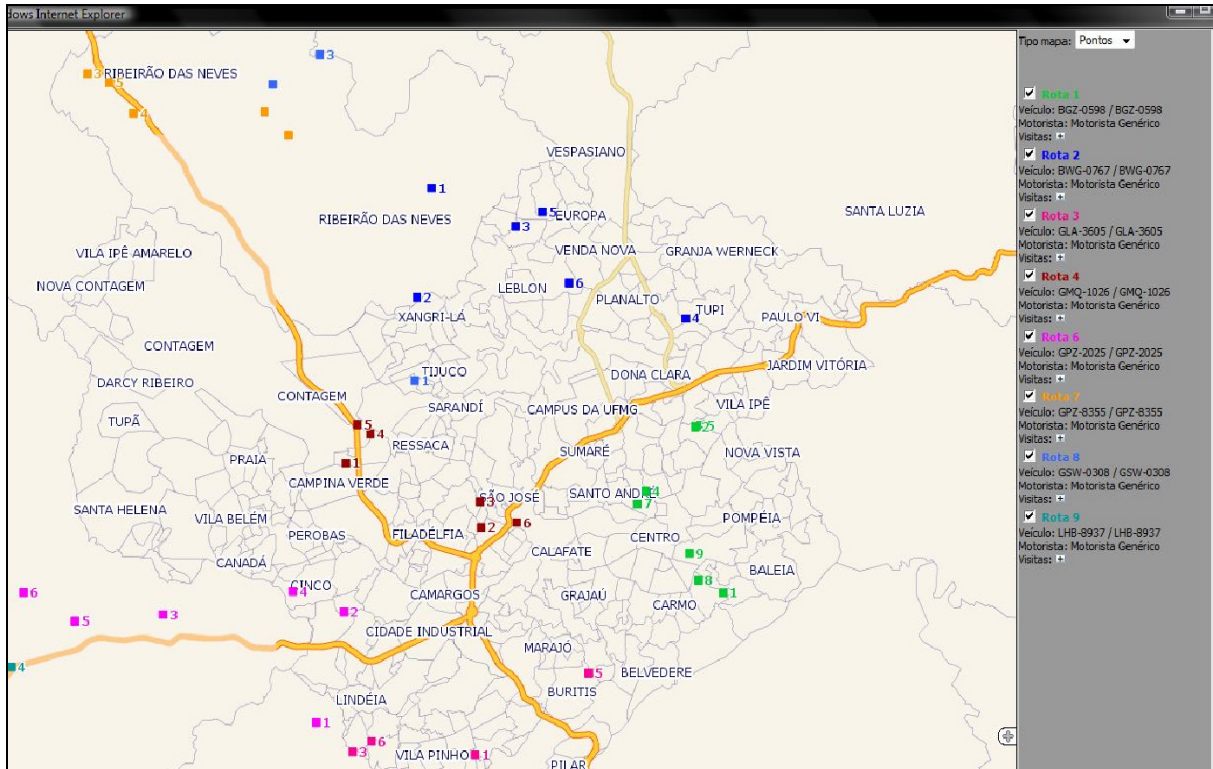 dows Internet Explorer
Tipo mapa: Pontos
Rota 1
Veículo: BGZ-0598 / BGZ-0598
Motorista: Motorista Genérico
Visitas:
Rota 2
Veículo: BWG-0767 / BWG-0767
Motorista: Motorista Genérico
Visitas:
Rota 3
Veículo: GLA-3605 / GLA-3605
Motorista: Motorista Genérico
Visitas:
Rota 4
Veículo: GMQ-1026 / GMQ-1026
Motorista: Motorista Genérico
Visitas:
Rota 6
Veículo: GPZ-2025 / GPZ-2025
Motorista: Motorista Genérico
Visitas:
Rota 7
Veículo: GPZ-8355 / GPZ-8355
Motorista: Motorista Genérico
Visitas:
Rota 8
Veículo: GSW-0308 / GSW-0308
Motorista: Motorista Genérico
Visitas:
Rota 9
Veículo: LHB-8937 / LHB-8937
Motorista: Motorista Genérico
Visitas:
3
3 RIBEIRÃO DAS NEVES
5
4
VESPASIANO
1
RIBEIRÃO DAS NEVES
5 EUROPA
SANTA LUZIA
3
VILA IPÊ AMARELO
VENDA NOVA
GRANJA WERNECK
NOVA CONTAGEM
LEBLON
6
2
PLANALTO
XANGRI-LÁ
4 TUPI
PAULO VI
CONTAGEM
JARDIM VITÓRIA
DARCY RIBEIRO
TIJUCO
1
DONA CLARA
CONTAGEM
SARANDÍ
CAMPUS DA UFMG
VILA IPÊ
TUPÃ
5
4
25
RESSACA
SUMARÉ
NOVA VISTA
PRAIA
1
CAMPINA VERDE
3 SÃO JOSÉ
SANTO ANDRÉ
4
7
SANTA HELENA
VILA BELÉM
POMPÉIA
PEROBAS
FILADÉLFIA
2
6
CENTRO
CALAFATE
9
CANADÁ
BALEIA
CINCO
4
6
CAMARGOS
GRAJAÚ
8
1
CARMO
3
2
5
CIDADE INDUSTRIAL
MARAJÓ
4
5
BELVEDERE
BURITIS
LINDÉIA
1
6
3
VILA PINHO
1
PILAR